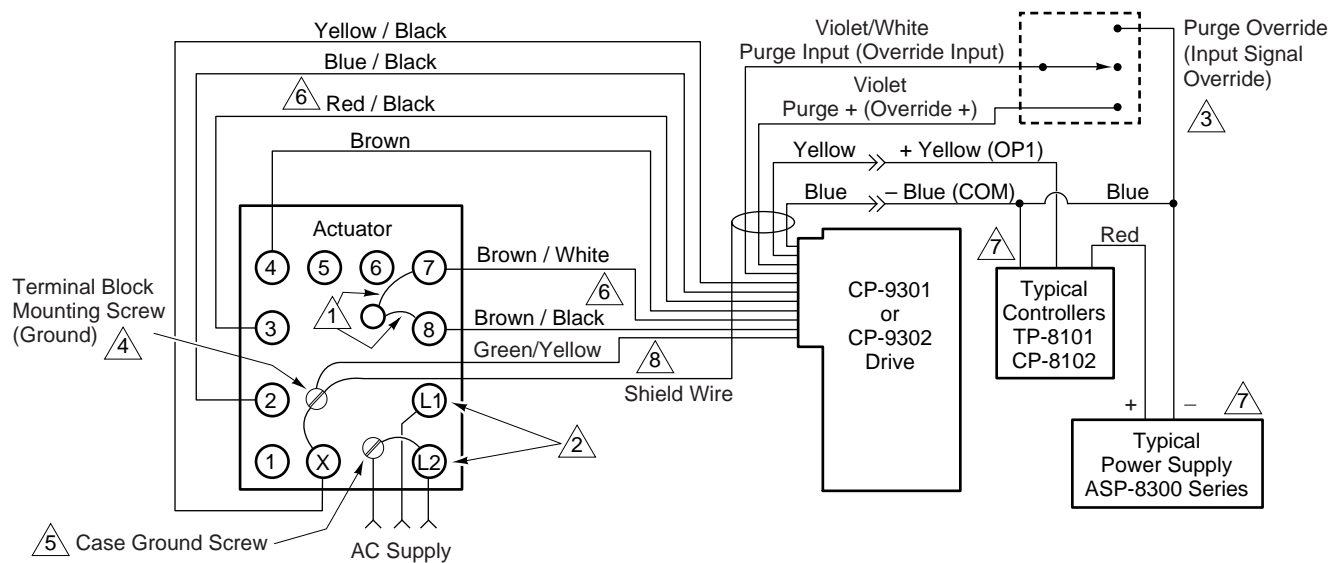 Yellow / Black
Violet/White
Purge Input (Override Input)
Purge Override
(Input Signal
Override)
3
Blue / Black
6
Violet
Purge + (Override +)
Red / Black
Brown
Yellow
+ Yellow (OP1)
Blue
– Blue (COM)
Blue
Red
7
Actuator
4
5
6
7
Brown / White
6
Terminal Block
Mounting Screw
(Ground)
4
3
1
8
Brown / Black
Green/Yellow
8
Shield Wire
CP-9301
or
CP-9302
Drive
Typical
Controllers
TP-8101
CP-8102
2
L1
2
1
X
L2
+
–
7
Typical
Power Supply
ASP-8300 Series
5
Case Ground Screw
AC Supply